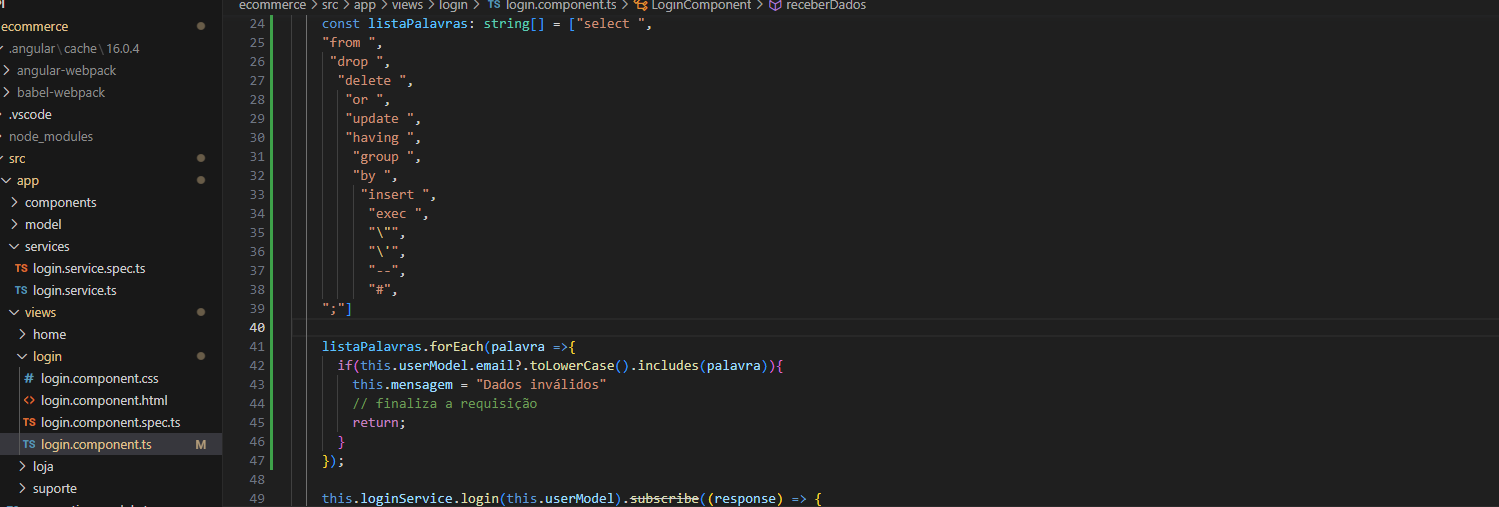 ecommerce > src > app > views > login > TS login.component.ts > LoginComponent > receberDados
ecommerce
.angular\cache\16.0.4
angular-webpack
babel-webpack
.vscode
node_modules
src
app
components
model
services
TS login.service.spec.ts
TS login.service.ts
views
home
login
# login.component.css
<> login.component.html
TS login.component.spec.ts
TS login.component.ts M
loja
suporte
24 const listaPalavras: string[] = ["select ",
25 "from ",
26 "drop ",
27 "delete ",
28 "or ",
29 "update ",
30 "having ",
31 "group ",
32 "by ",
33 "insert ",
34 "exec ",
35 "\"",
36 "\'",
37 "--",
38 "#",
39 ";"]
40
41 listaPalavras.forEach(palavra =>{
42 if(this.userModel.email?.toLowerCase().includes(palavra)){
43 this.mensagem = "Dados inválidos"
44 // finaliza a requisição
45 return;
46 }
47 });
48
49 this.loginService.login(this.userModel).subscribe((response) => {